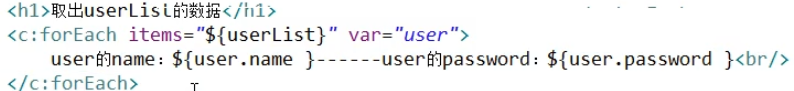 <h1>取出userList的数据</h1>
<c:forEach items="${userList}" var="user">
user的name：${user.name }------user的password：${user.password }<br/>
</c:forEach>